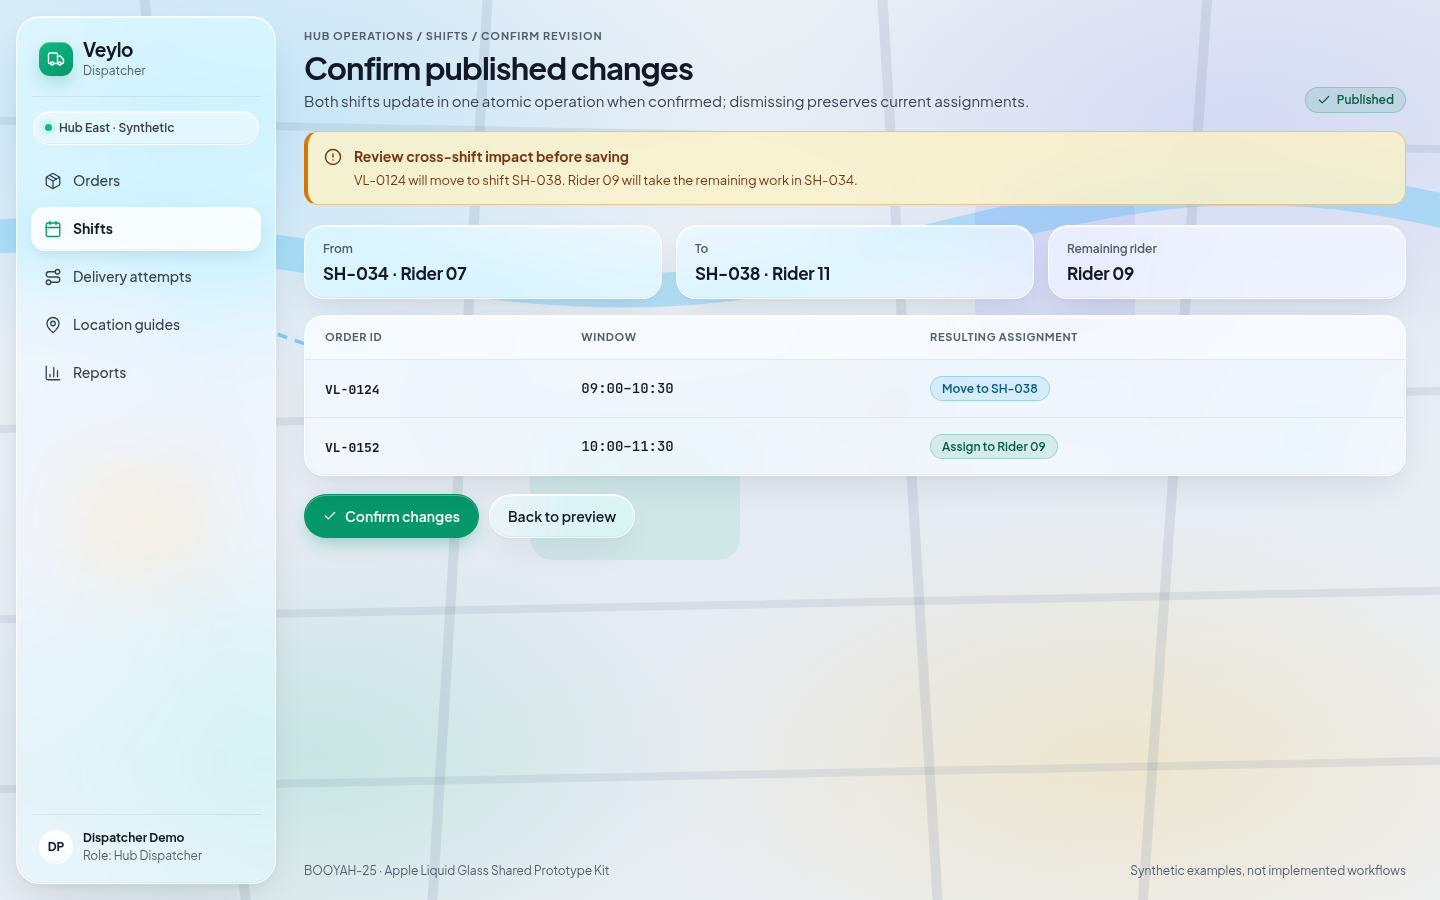 Veylo
Dispatcher
Hub East · Synthetic
Orders
Shifts
Delivery attempts
Location guides
Reports
DP
Dispatcher Demo
Role: Hub Dispatcher
HUB OPERATIONS / SHIFTS / CONFIRM REVISION
Confirm published changes
Both shifts update in one atomic operation when confirmed; dismissing preserves current assignments.
Published
Review cross-shift impact before saving
VL-0124 will move to shift SH-038. Rider 09 will take the remaining work in SH-034.
From
SH-034 · Rider 07
To
SH-038 · Rider 11
Remaining rider
Rider 09
ORDER ID WINDOW RESULTING ASSIGNMENT
VL-0124 09:00–10:30 Move to SH-038
VL-0152 10:00–11:30 Assign to Rider 09
Confirm changes
Back to preview
BOOYAH-25 · Apple Liquid Glass Shared Prototype Kit
Synthetic examples, not implemented workflows